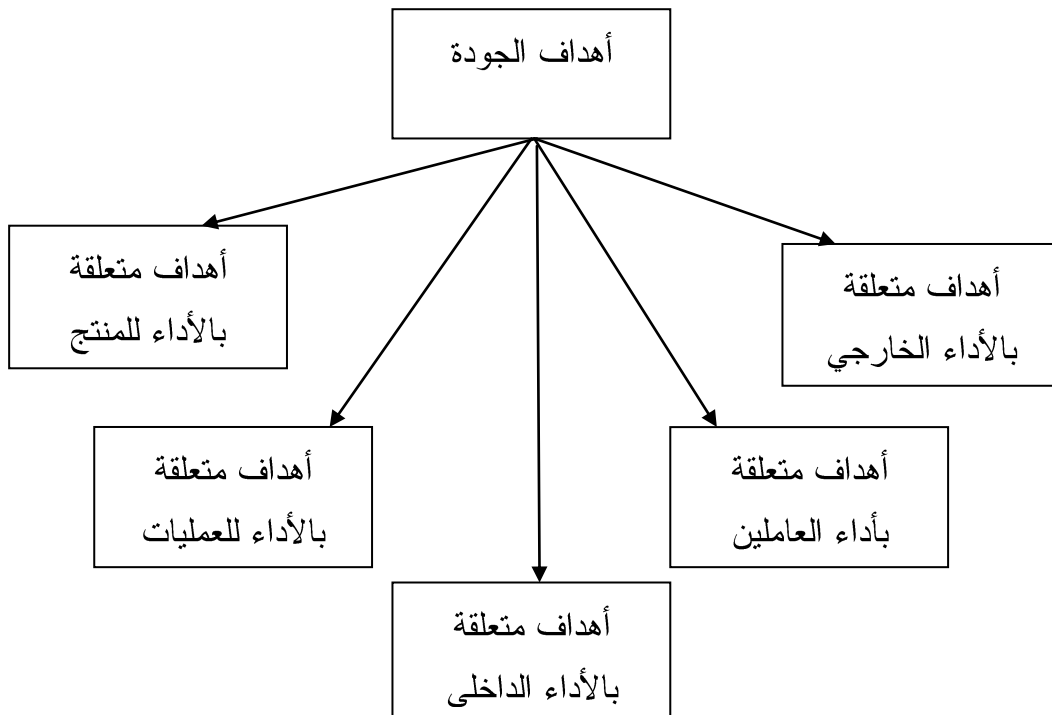 أهداف الجودة
أهداف متعلقة
بالأداء الخارجي
أهداف متعلقة
بالأداء للمنتج
أهداف متعلقة
بأداء العاملين
أهداف متعلقة
بالأداء للعمليات
أهداف متعلقة
بالأداء الداخلى